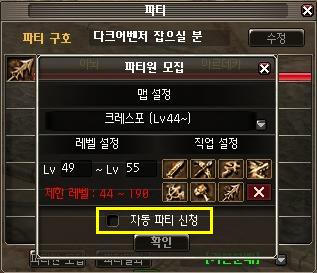 파티
파티 구호 다크어벤저 잡으실 분 수정
파티원 모집
맵 설정
크레스포 (Lv44~)
레벨 설정 직업 설정
Lv 49 ~ Lv 55
제한 레벨 : 44 ~ 190
자동 파티 신청
확인